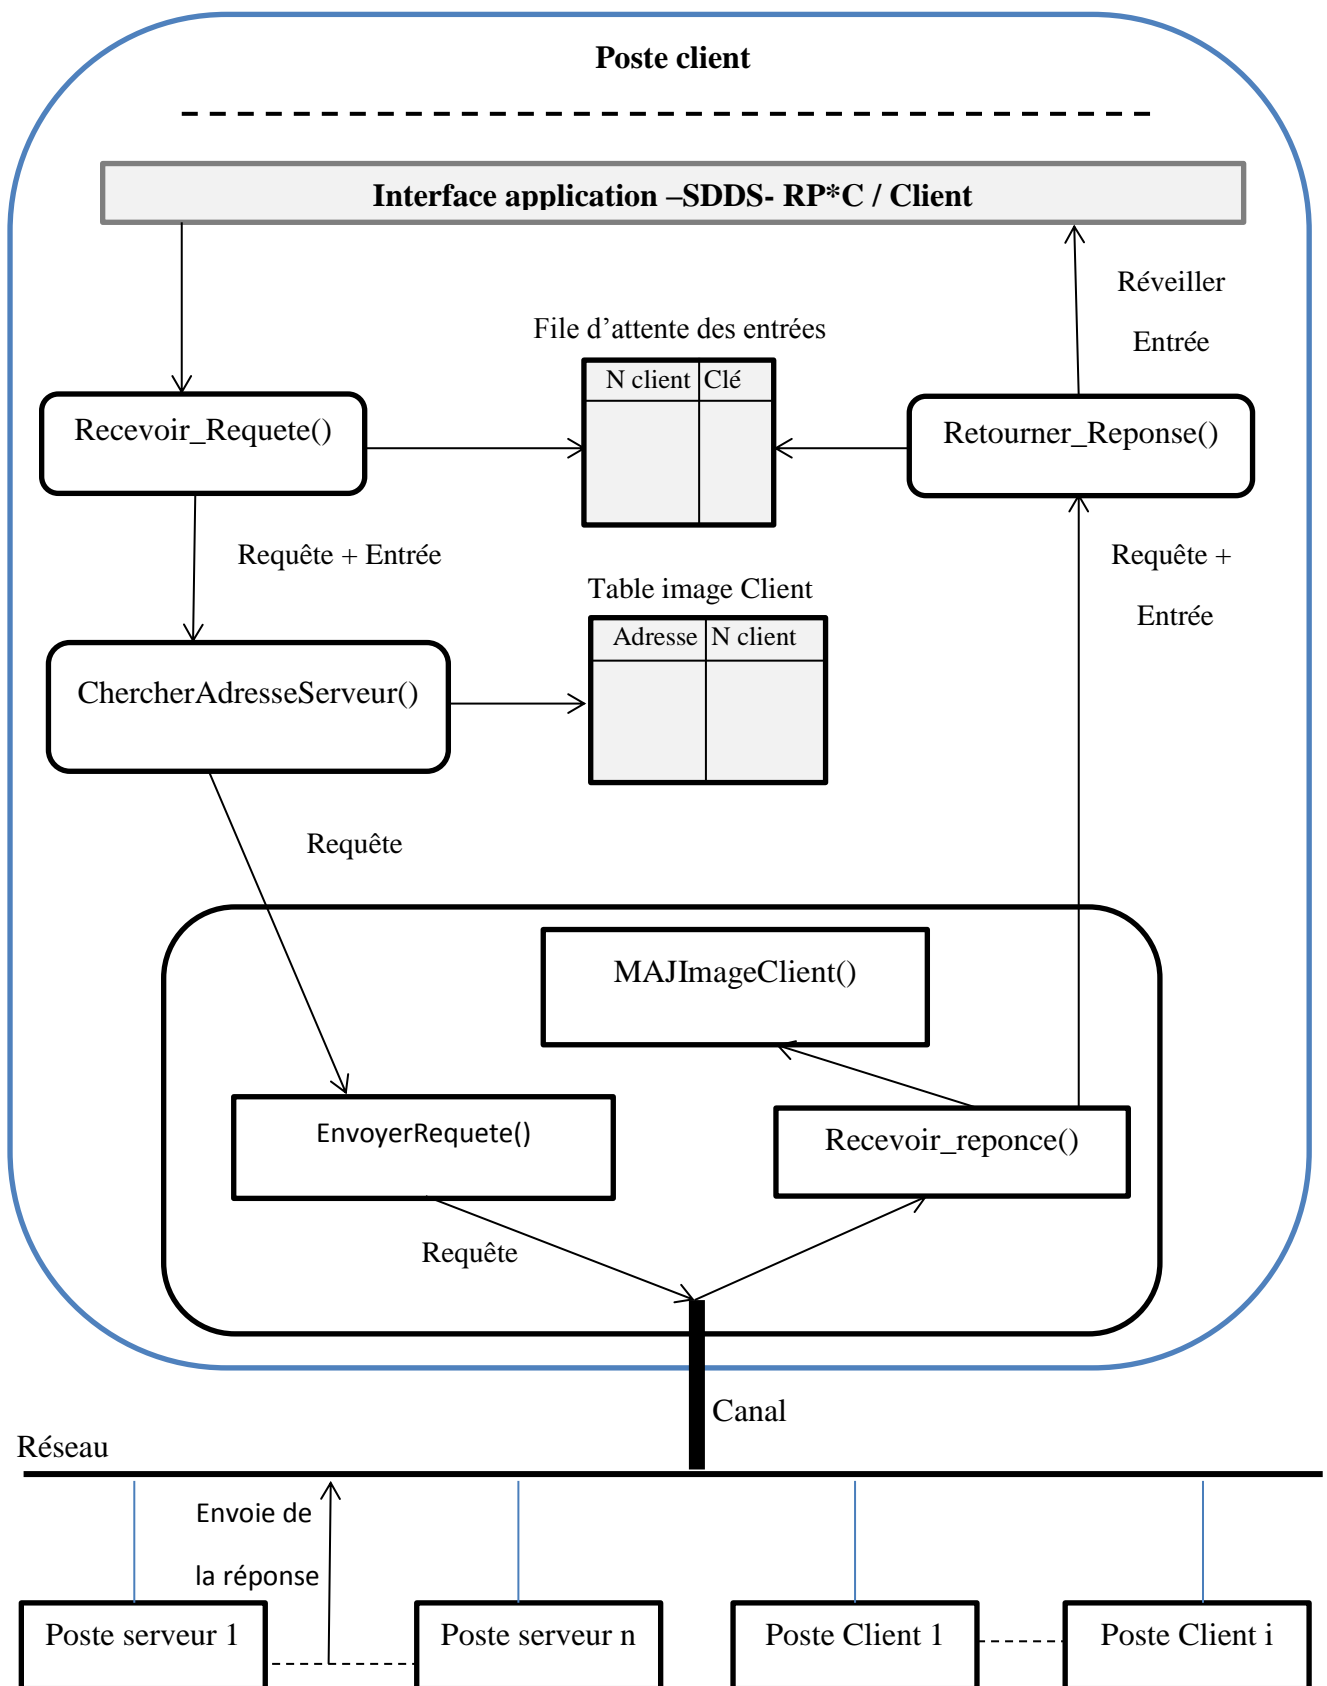 Poste client
Interface application –SDDS- RP*C / Client
Réveiller
Entrée
File d'attente des entrées
N client Clé
Recevoir_Requete()
Retourner_Reponse()
Requête + Entrée
Requête +
Entrée
Table image Client
Adresse N client
ChercherAdresseServeur()
Requête
MAJImageClient()
EnvoyerRequete()
Recevoir_reponce()
Requête
Canal
Réseau
Envoie de
la réponse
Poste serveur 1
Poste serveur n
Poste Client 1
Poste Client i